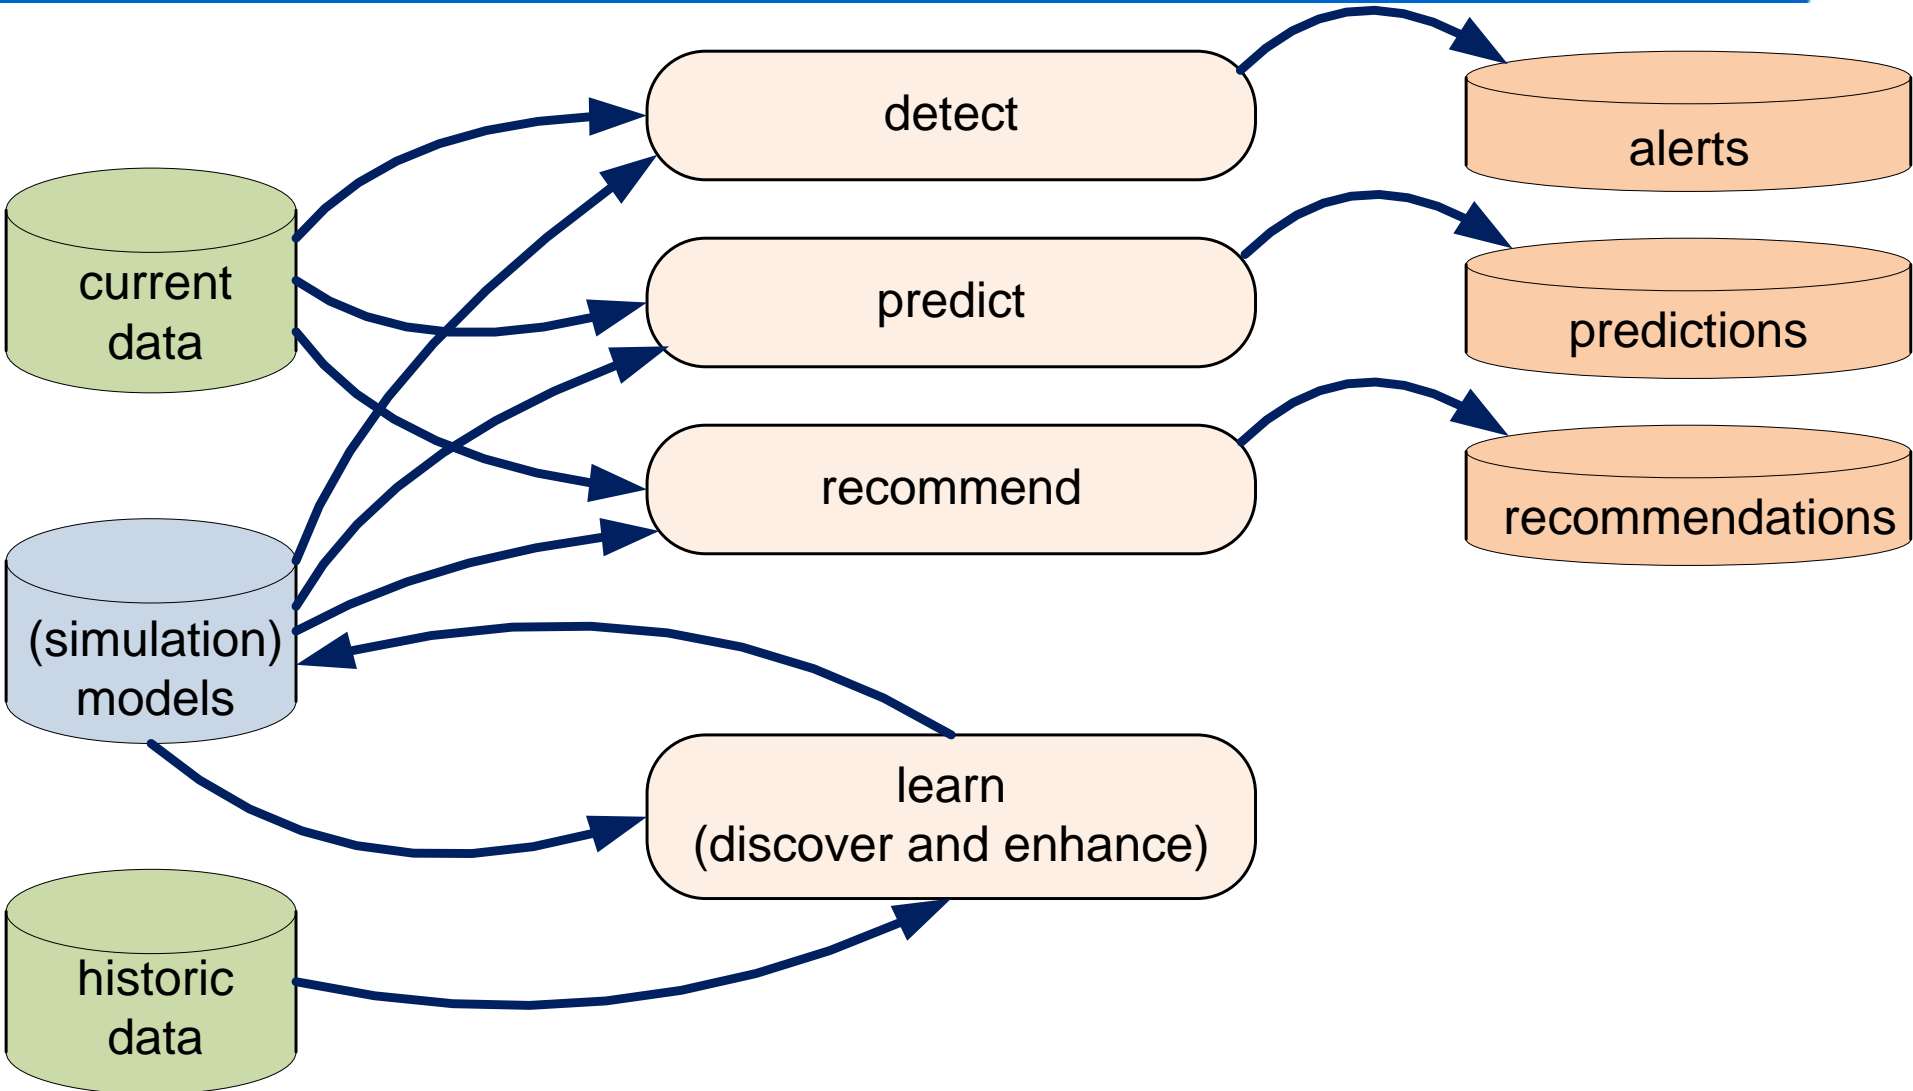 detect
alerts
current
data
predict
predictions
recommend
recommendations
(simulation)
models
learn
(discover and enhance)
historic
data